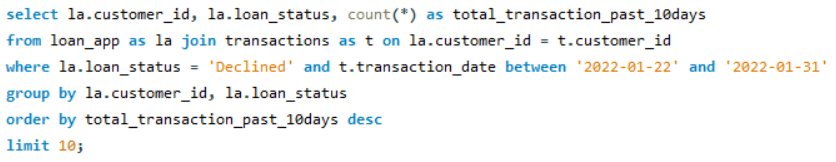 select la.customer_id, la.loan_status, count(*) as total_transaction_past_10days
from loan_app as la join transactions as t on la.customer_id = t.customer_id
where la.loan_status = 'Declined' and t.transaction_date between '2022-01-22' and '2022-01-31'
group by la.customer_id, la.loan_status
order by total_transaction_past_10days desc
limit 10;